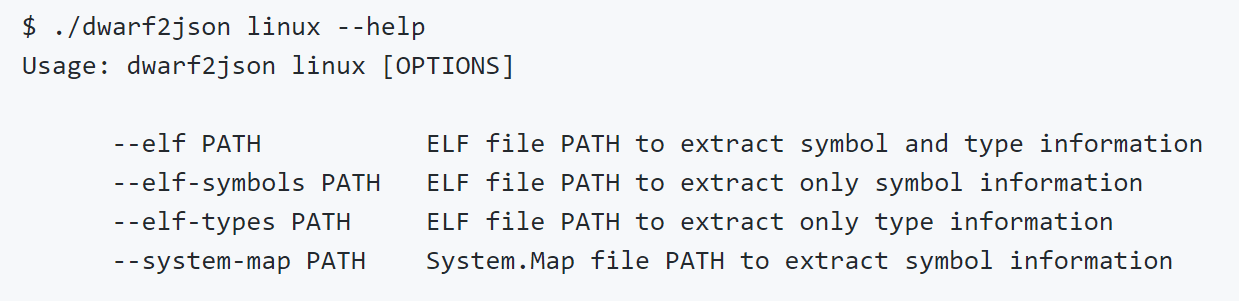 $ ./dwarf2json linux --help
Usage: dwarf2json linux [OPTIONS]
--elf PATH ELF file PATH to extract symbol and type information
--elf-symbols PATH ELF file PATH to extract only symbol information
--elf-types PATH ELF file PATH to extract only type information
--system-map PATH System.Map file PATH to extract symbol information